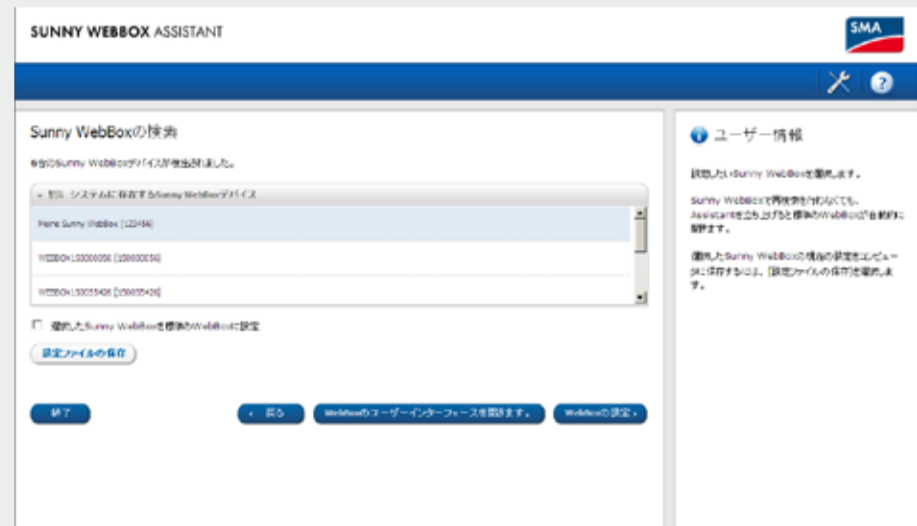 SUNNY WEBBOX ASSISTANT
SMA
?
Sunny WebBoxの検索
6台のSunny WebBoxデバイスが検出されました。
システムに存在するSunny WebBoxデバイス
Meine Sunny WebBox [123456]
WEBBOX150000056 [150000056]
WEBBOX150055426 [150055426]
選択したSunny WebBoxを標準のWebBoxに設定
設定ファイルの保存
終了
戻る
WebBoxのユーザーインターフェースを開きます。
WebBoxの設定
ユーザー情報
設定したいSunny WebBoxを選択します。
Sunny WebBoxで再検索を行わなくても、
Assistantを立ち上げると標準のWebBoxが自動的に
開きます。
選択したSunny WebBoxの現在の設定をコンピュー
タに保存するには、[設定ファイルの保存]を選択しま
す。